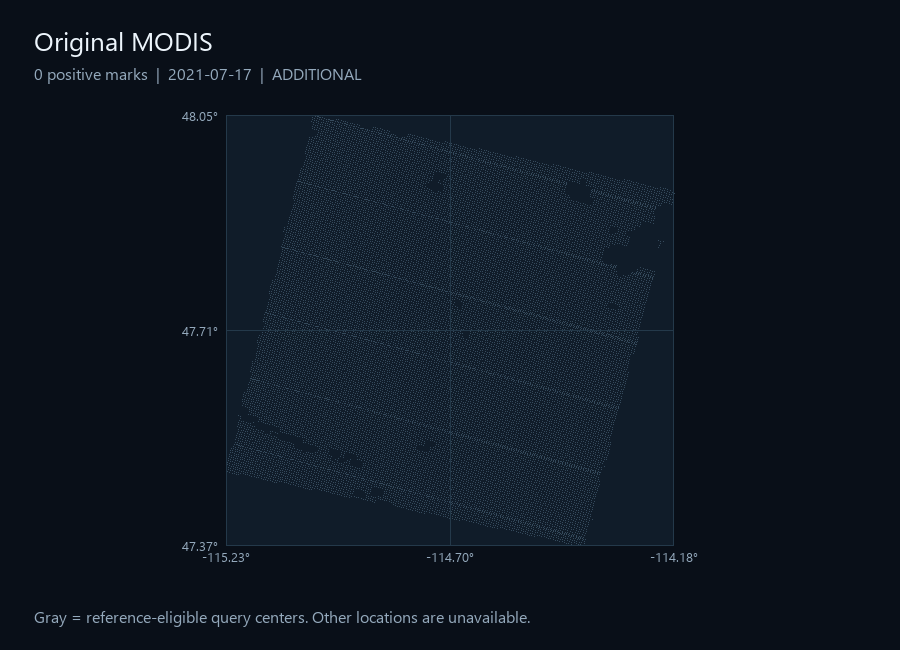 Original MODIS
0 positive marks | 2021-07-17 | ADDITIONAL
48.05°
47.71°
47.37°
-115.23°
-114.70°
-114.18°
Gray = reference-eligible query centers. Other locations are unavailable.